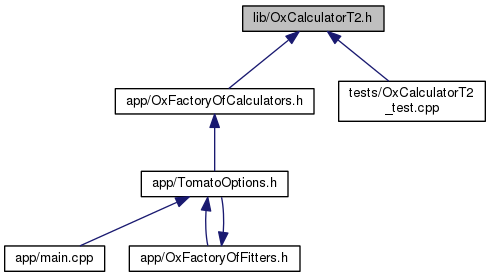 lib/OxCalculatorT2.h
app/OxFactoryOfCalculators.h
tests/OxCalculatorT2
_test.cpp
app/TomatoOptions.h
app/main.cpp
app/OxFactoryOfFitters.h